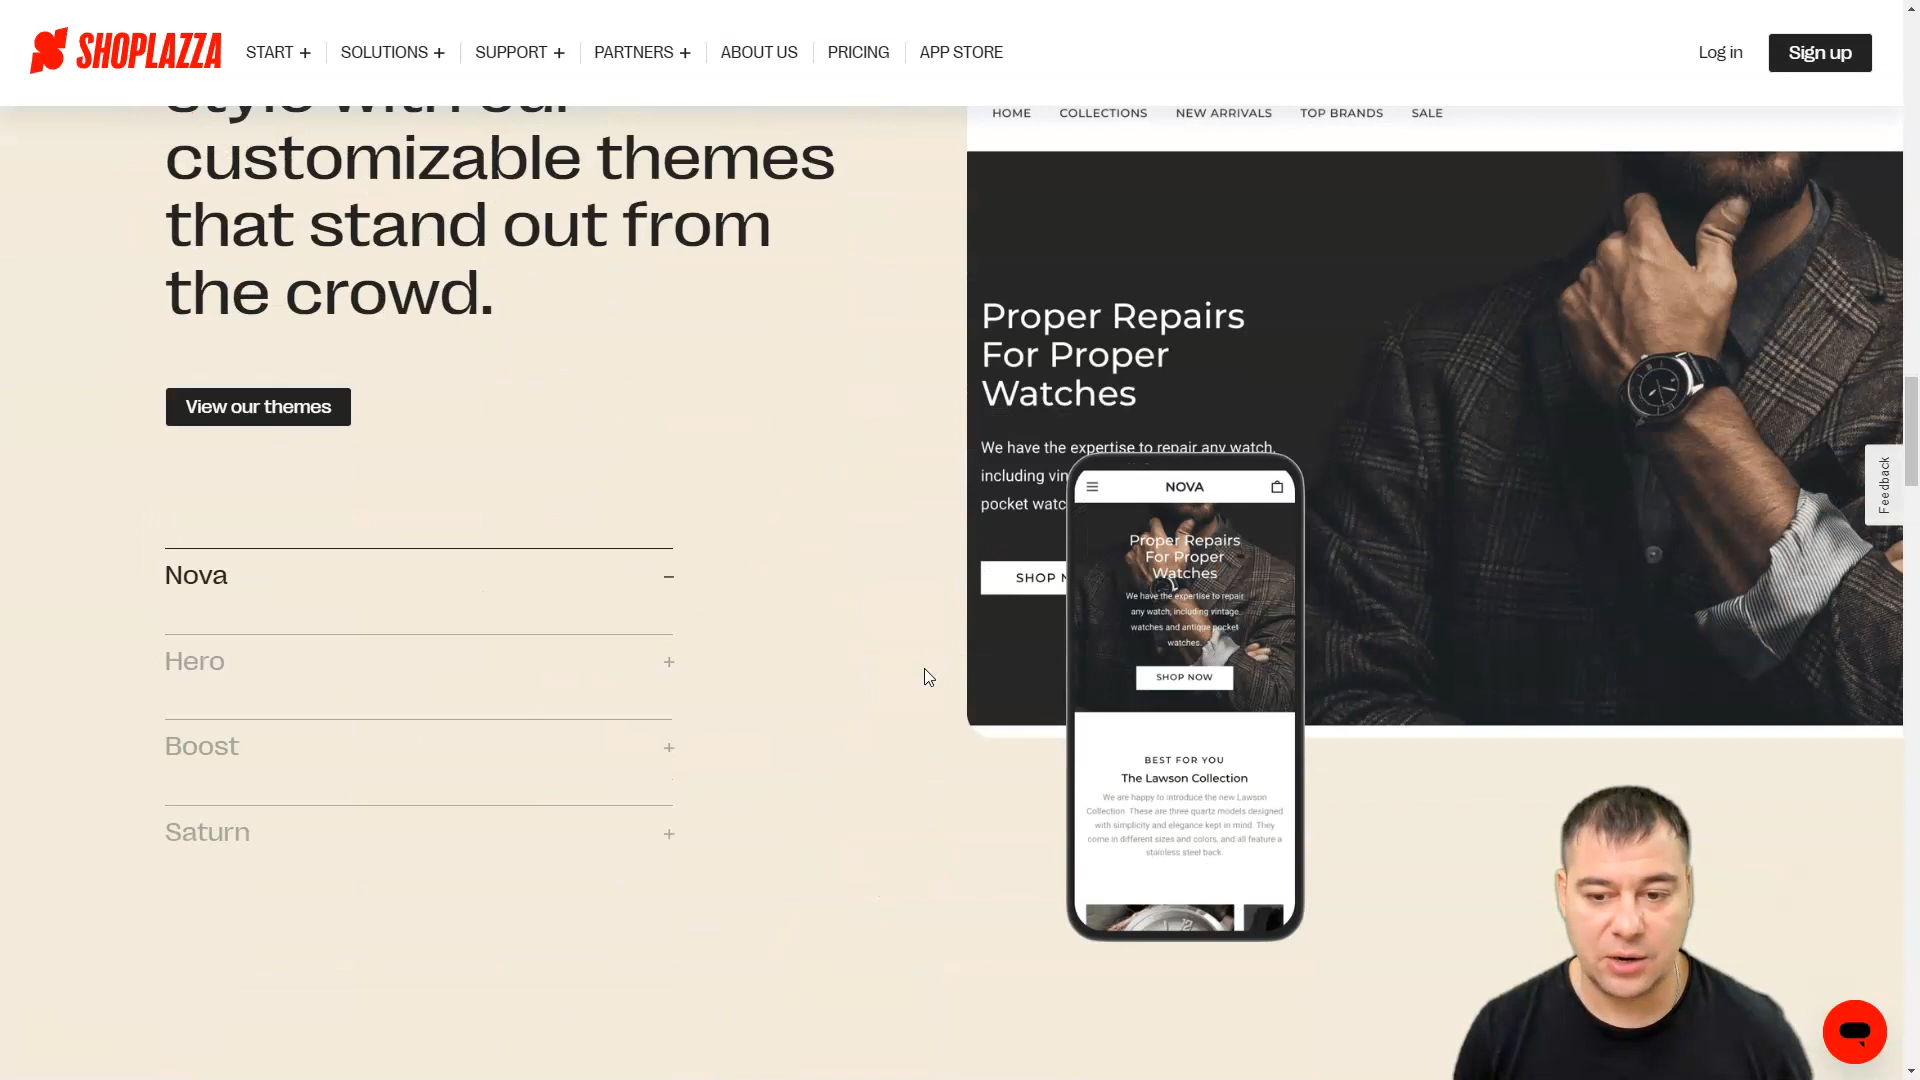 SHOPLAZZA
START +
SOLUTIONS +
SUPPORT +
PARTNERS +
ABOUT US
PRICING
APP STORE
Log in
Sign up
style with our
customizable themes
that stand out from
the crowd.
View our themes
Nova
Hero
Boost
Saturn
HOME
COLLECTIONS
NEW ARRIVALS
TOP BRANDS
SALE
Proper Repairs
For Proper
Watches
We have the expertise to repair any watch,
including vin
pocket watc
SHOP N
NOVA
Proper Repairs
For Proper
Watches
We have the expertise to repair
any watch, including vintage
watches and antique pocket
watches.
SHOP NOW
BEST FOR YOU
The Lawson Collection
We are happy to introduce the new Lawson
Collection. These are three quartz models designed
with simplicity and elegance kept in mind. They
come in different sizes and colors, and all feature a
stainless steel back.
Feedback